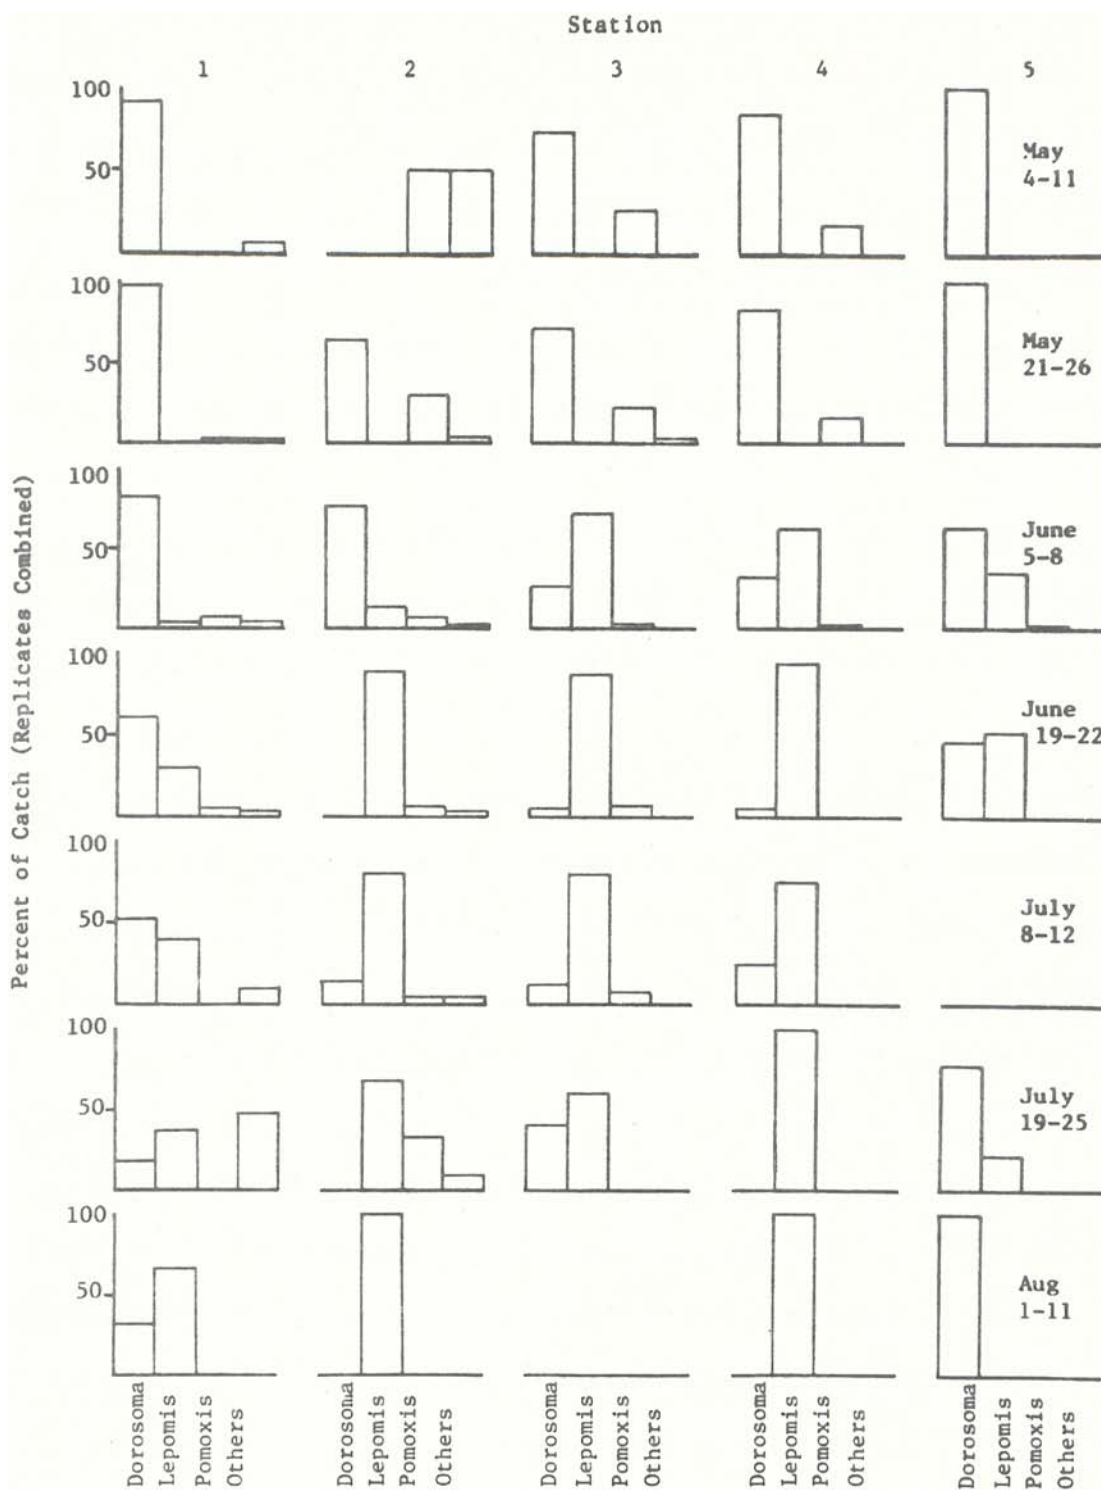 Station
1 2 3 4 5
Percent of Catch (Replicates Combined)
100
50
May
4-11
100
50
May
21-26
100
50
June
5-8
100
50
June
19-22
100
50
July
8-12
100
50
July
19-25
100
50
Aug
1-11
Dorosoma
Lepomis
Pomoxis
Others
Dorosoma
Lepomis
Pomoxis
Others
Dorosoma
Lepomis
Pomoxis
Others
Dorosoma
Lepomis
Pomoxis
Others
Dorosoma
Lepomis
Pomoxis
Others